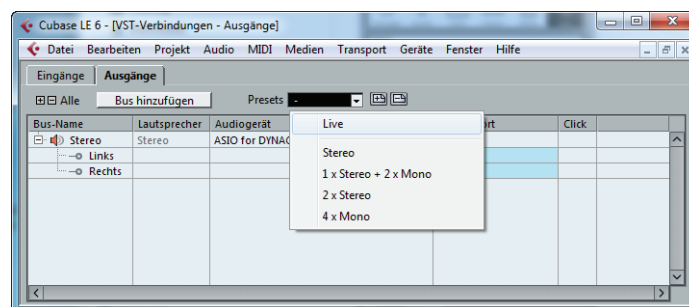 Cubase LE 6 - [VST-Verbindungen - Ausgänge]
Datei Bearbeiten Projekt Audio MIDI Medien Transport Geräte Fenster Hilfe
Eingänge Ausgänge
Alle Bus hinzufügen Presets -
Bus-Name Lautsprecher Audiogerät Click
Stereo Stereo ASIO for
Links
Rechts
Live
Stereo
1 x Stereo + 2 x Mono
2 x Stereo
4 x Mono